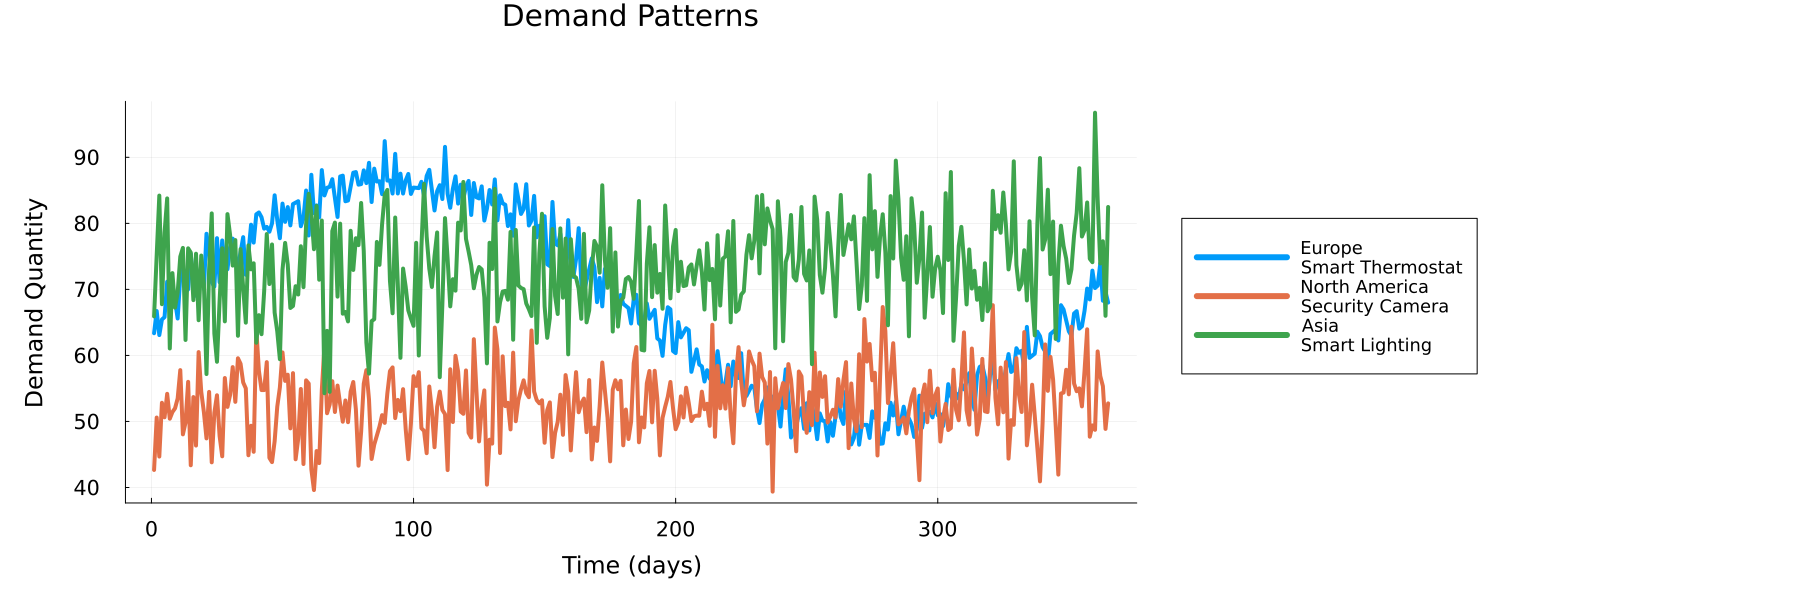 Demand Patterns
Demand Quantity
90
80
70
60
50
40
0
100
200
300
Time (days)
Europe
Smart Thermostat
North America
Security Camera
Asia
Smart Lighting